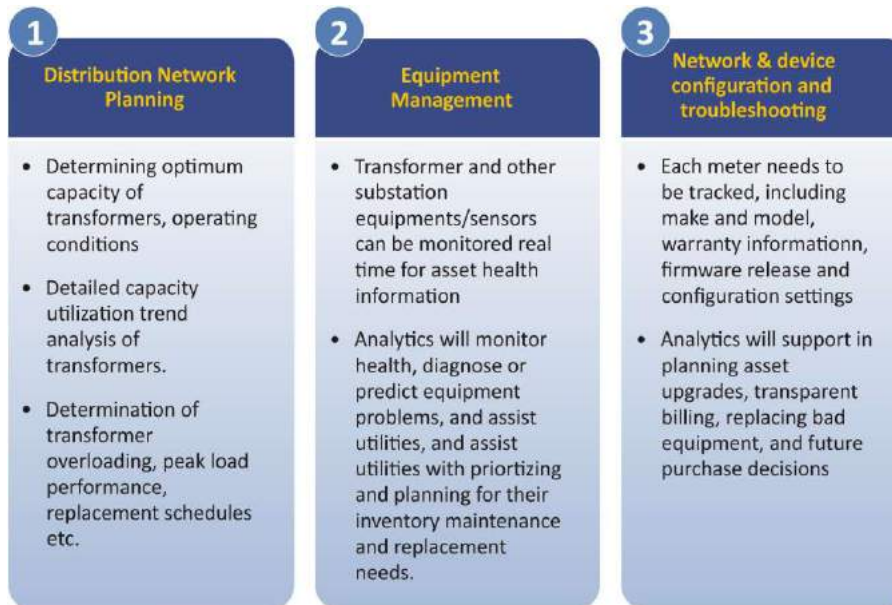 1
Distribution Network
Planning
• Determining optimum
capacity of
transformers, operating
conditions
• Detailed capacity
utilization trend
analysis of
transformers.
• Determination of
transformer
overloading, peak load
performance,
replacement schedules
etc.
2
Equipment
Management
• Transformer and other
substation
equipments/sensors
can be monitored real
time for asset health
information
• Analytics will monitor
health, diagnose or
predict equipment
problems, and assist
utilities, and assist
utilities with priortizing
and planning for their
inventory maintenance
and replacement
needs.
3
Network & device
configuration and
troubleshooting
• Each meter needs to
be tracked, including
make and model,
warranty informationn,
firmware release and
configuration settings
• Analytics will support in
planning asset
upgrades, transparent
billing, replacing bad
equipment, and future
purchase decisions